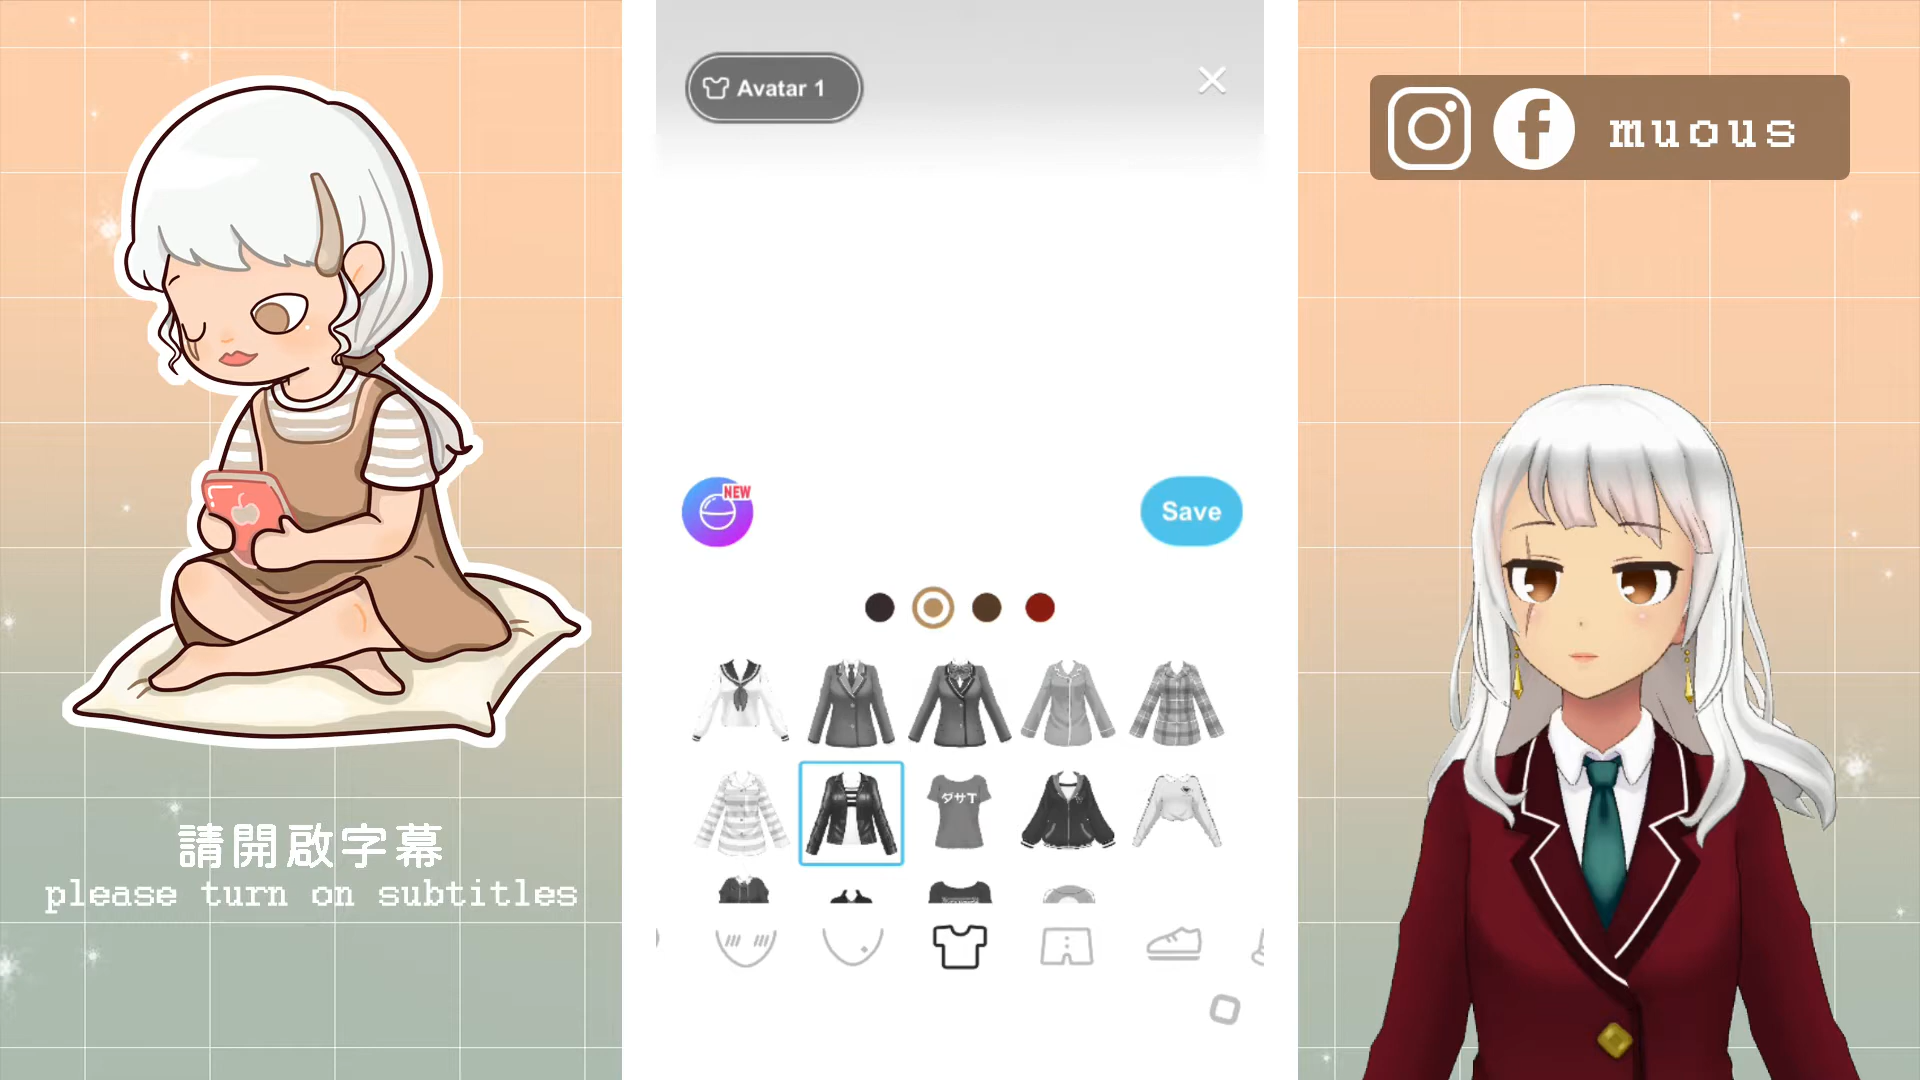 Avatar 1
muous
NEW
Save
ダサT
請開啟字幕
please turn on subtitles